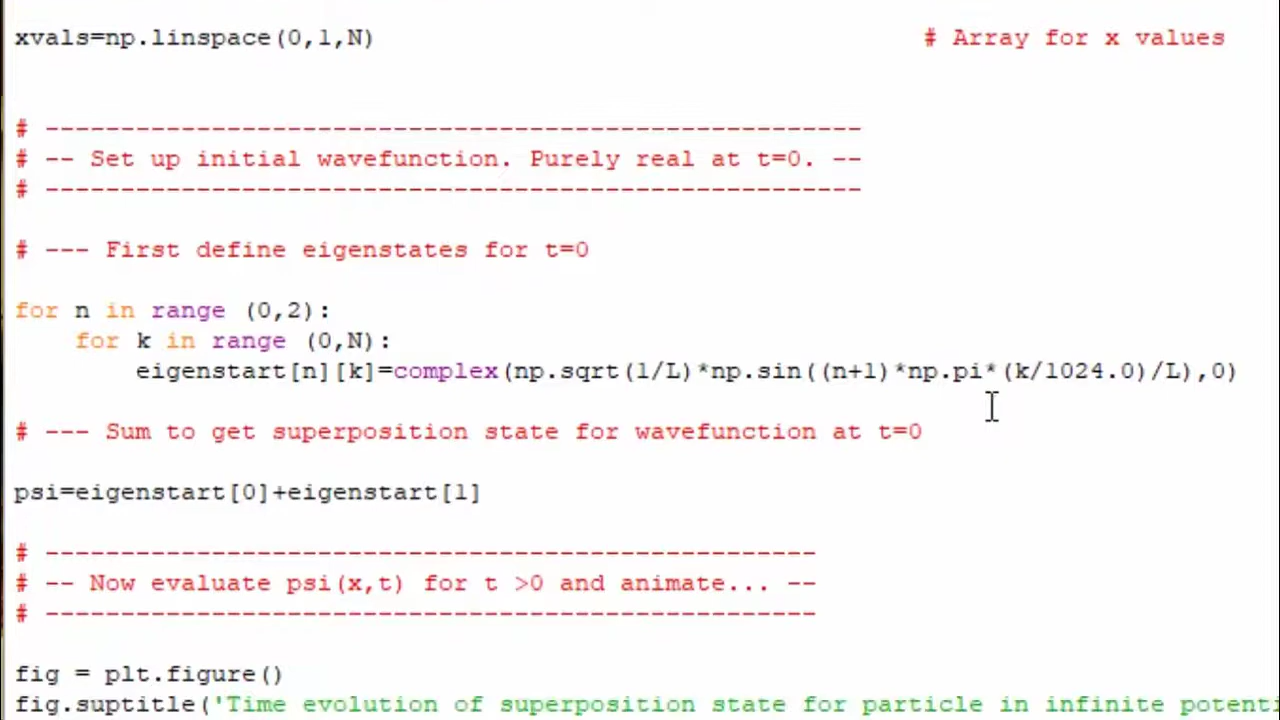 xvals=np.linspace(0,1,N) # Array for x values
# ------------------------------------------------------
# -- Set up initial wavefunction. Purely real at t=0. --
# ------------------------------------------------------
# --- First define eigenstates for t=0
for n in range (0,2):
for k in range (0,N):
eigenstart[n][k]=complex(np.sqrt(1/L)*np.sin((n+1)*np.pi*(k/1024.0)/L),0)
# --- Sum to get superposition state for wavefunction at t=0
psi=eigenstart[0]+eigenstart[1]
# ---------------------------------------------------
# -- Now evaluate psi(x,t) for t >0 and animate... --
# ---------------------------------------------------
fig = plt.figure()
fig.suptitle('Time evolution of superposition state for particle in infinite potenti